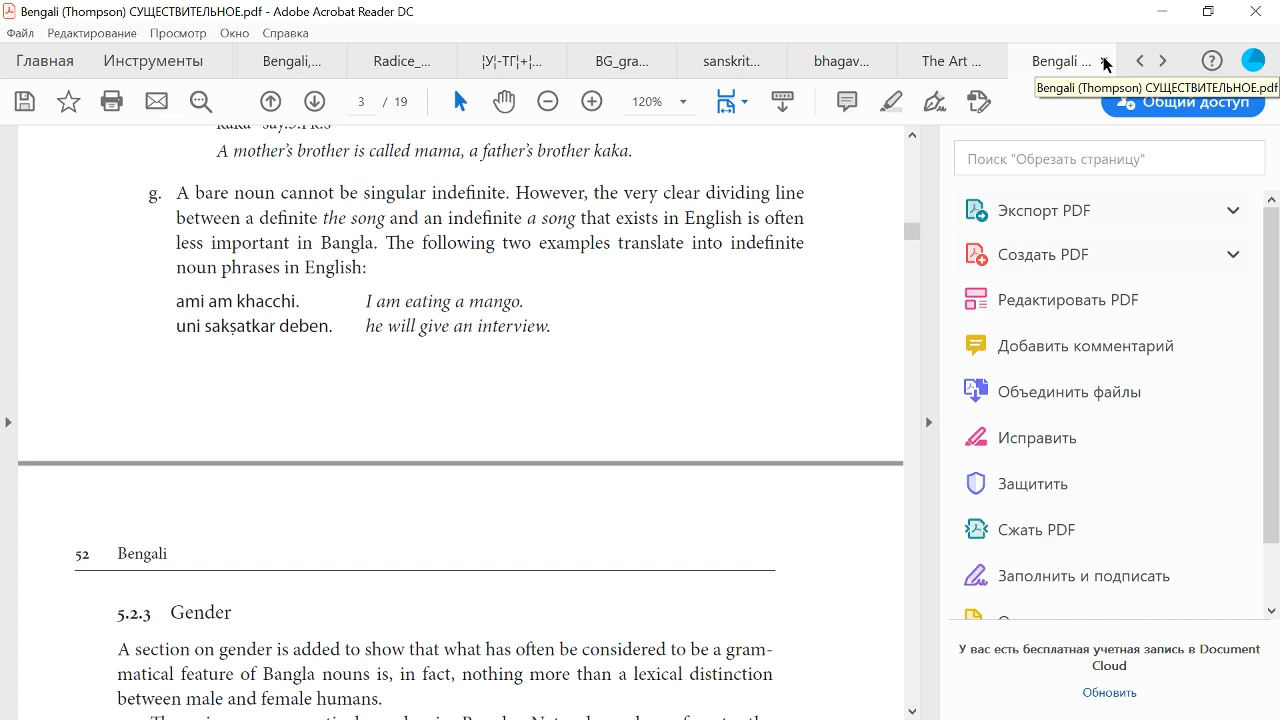 Bengali (Thompson) СУЩЕСТВИТЕЛЬНОЕ.pdf - Adobe Acrobat Reader DC
Файл Редактирование Просмотр Окно Справка
Главная Инструменты Bengali,... Radice_... ¦У¦-ТГ¦+¦... BG_gra... sanskrit... bhagav... The Art ... Bengali ...
Bengali (Thompson) СУЩЕСТВИТЕЛЬНОЕ.pdf
3 / 19 120% Общий доступ
A mother's brother is called mama, a father's brother kaka.
g. A bare noun cannot be singular indefinite. However, the very clear dividing line
between a definite the song and an indefinite a song that exists in English is often
less important in Bangla. The following two examples translate into indefinite
noun phrases in English:
ami am khacchi. I am eating a mango.
uni sakṣatkar deben. he will give an interview.
52 Bengali
5.2.3 Gender
A section on gender is added to show that what has often be considered to be a gram-
matical feature of Bangla nouns is, in fact, nothing more than a lexical distinction
between male and female humans.
Поиск "Обрезать страницу"
Экспорт PDF
Создать PDF
Редактировать PDF
Добавить комментарий
Объединить файлы
Исправить
Защитить
Сжать PDF
Заполнить и подписать
У вас есть бесплатная учетная запись в Document
Cloud
Обновить